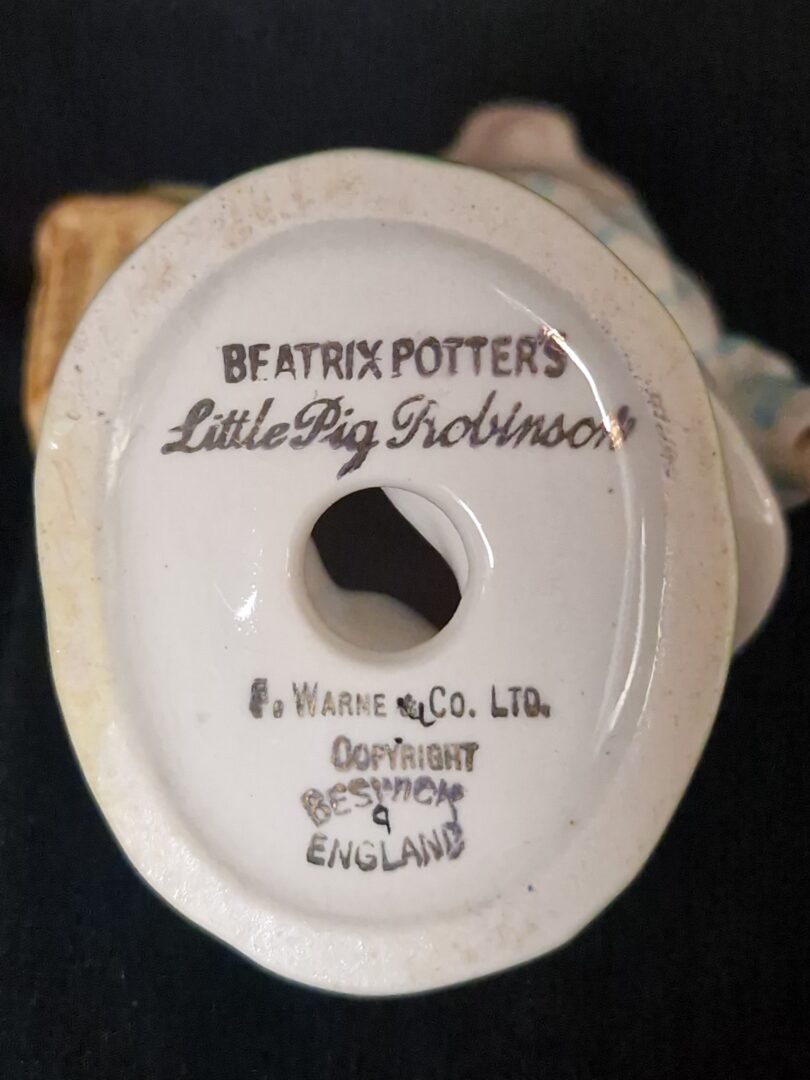 BEATRIX POTTER'S
Little Pig Robinson
F. WARNE & CO. LTD.
COPYRIGHT
BESWICK
ENGLAND